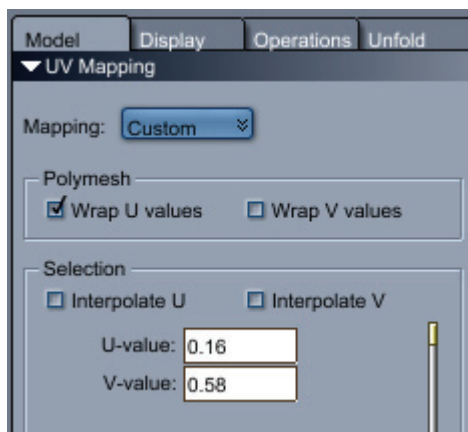 Model Display Operations Unfold
UV Mapping
Mapping: Custom
Polymesh
Wrap U values Wrap V values
Selection
Interpolate U Interpolate V
U-value: 0.16
V-value: 0.58